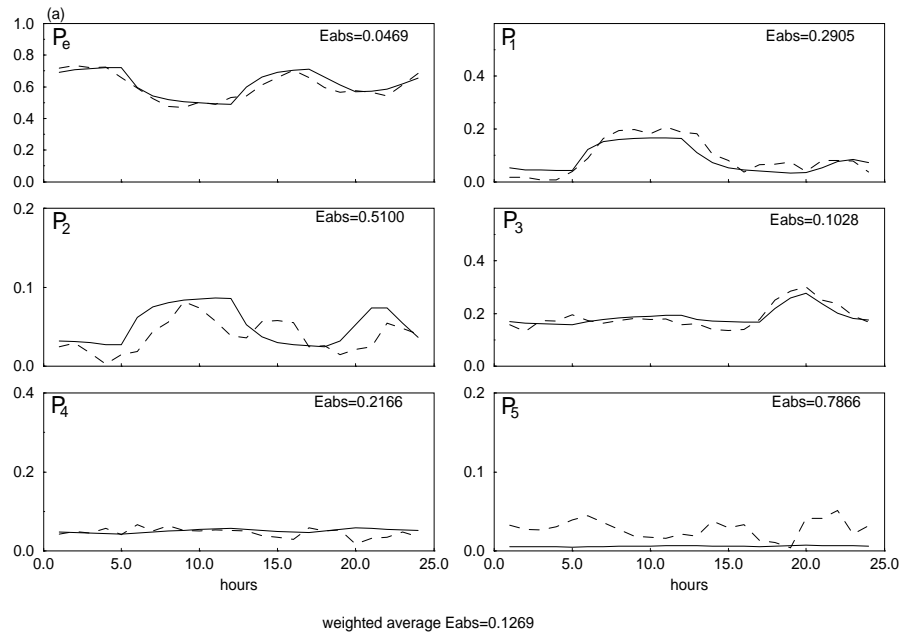 (a)
Pe Eabs=0.0469
1.0
0.8
0.6
0.4
0.2
0.0
P1 Eabs=0.2905
0.4
0.2
0.0
P2 Eabs=0.5100
0.2
0.1
0.0
P3 Eabs=0.1028
0.4
0.2
0.0
P4 Eabs=0.2166
0.4
0.2
0.0
0.0 5.0 10.0 15.0 20.0 25.0
hours
P5 Eabs=0.7866
0.2
0.1
0.0
0.0 5.0 10.0 15.0 20.0 25.0
hours
weighted average Eabs=0.1269